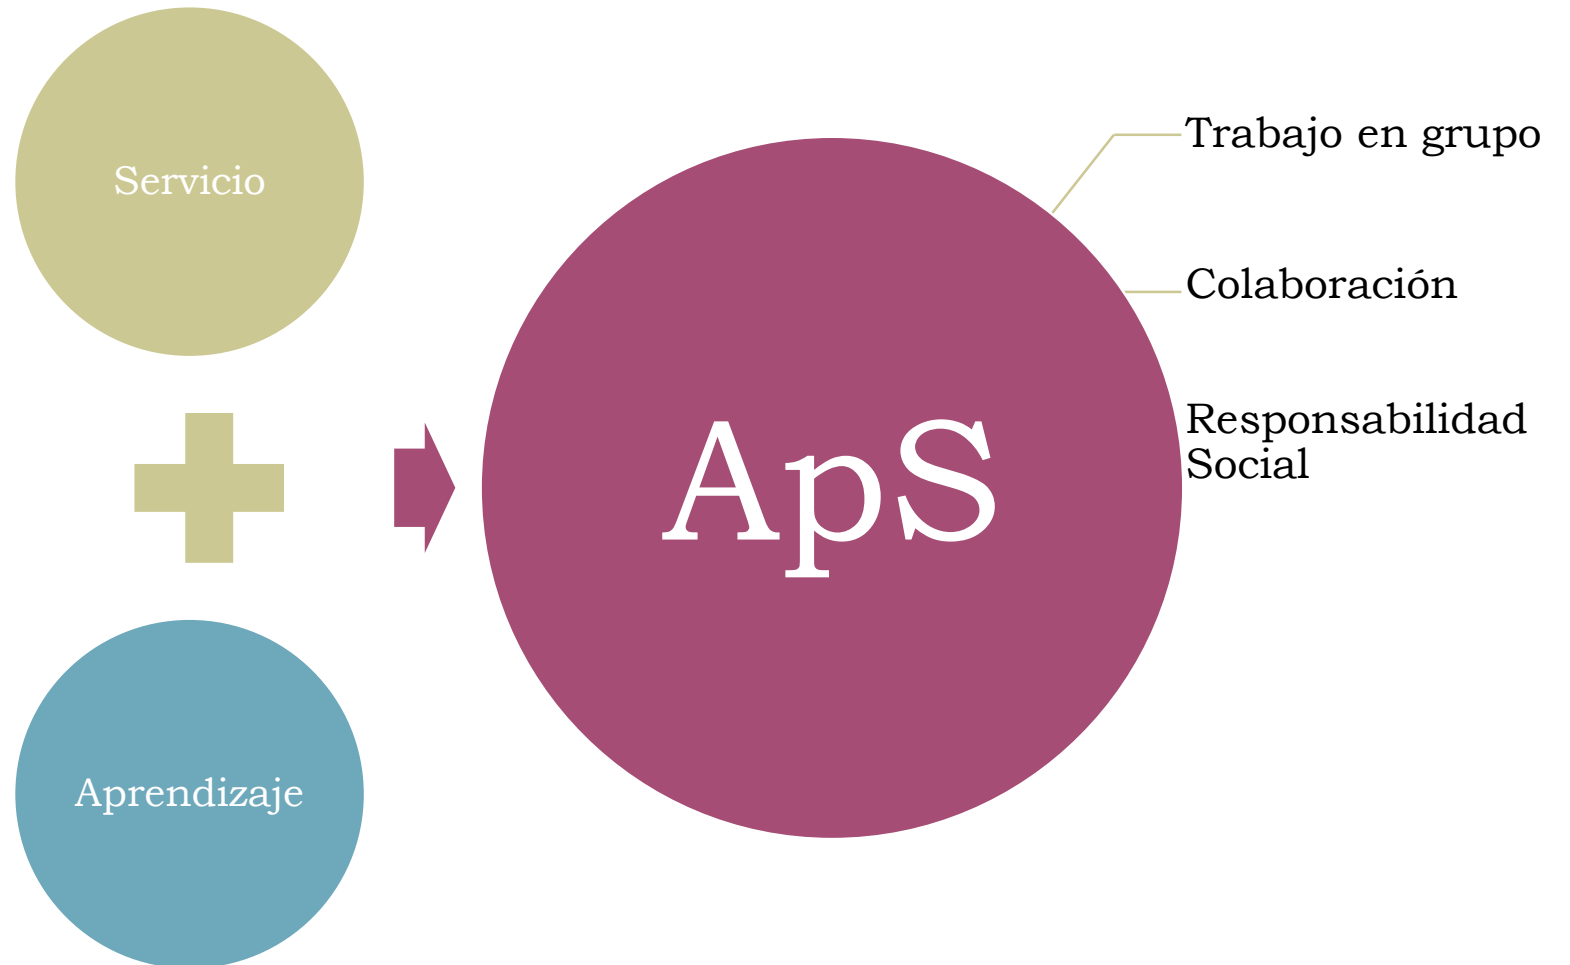 Servicio
Aprendizaje
ApS
Trabajo en grupo
Colaboración
Responsabilidad
Social